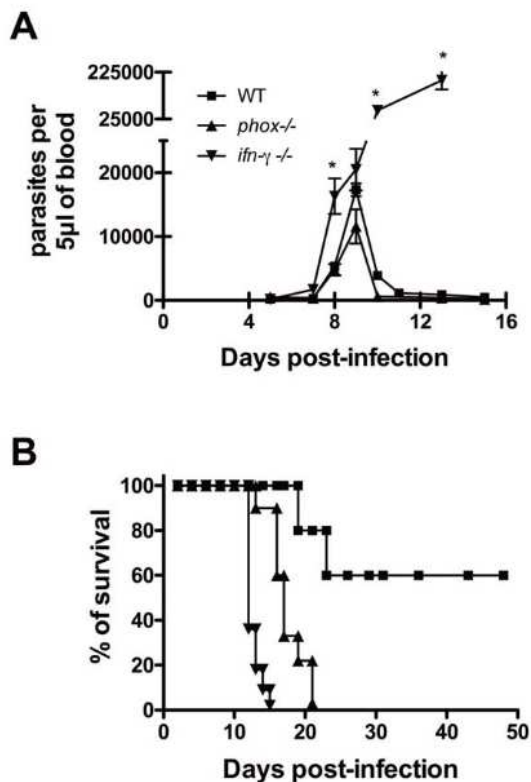 A
225000
25000
20000
10000
0
parasites per
5μl of blood
WT
phox-/-
ifn-γ -/-
*
*
*
0
4
8
12
16
Days post-infection
B
100
80
60
40
20
0
% of survival
0
10
20
30
40
50
Days post-infection